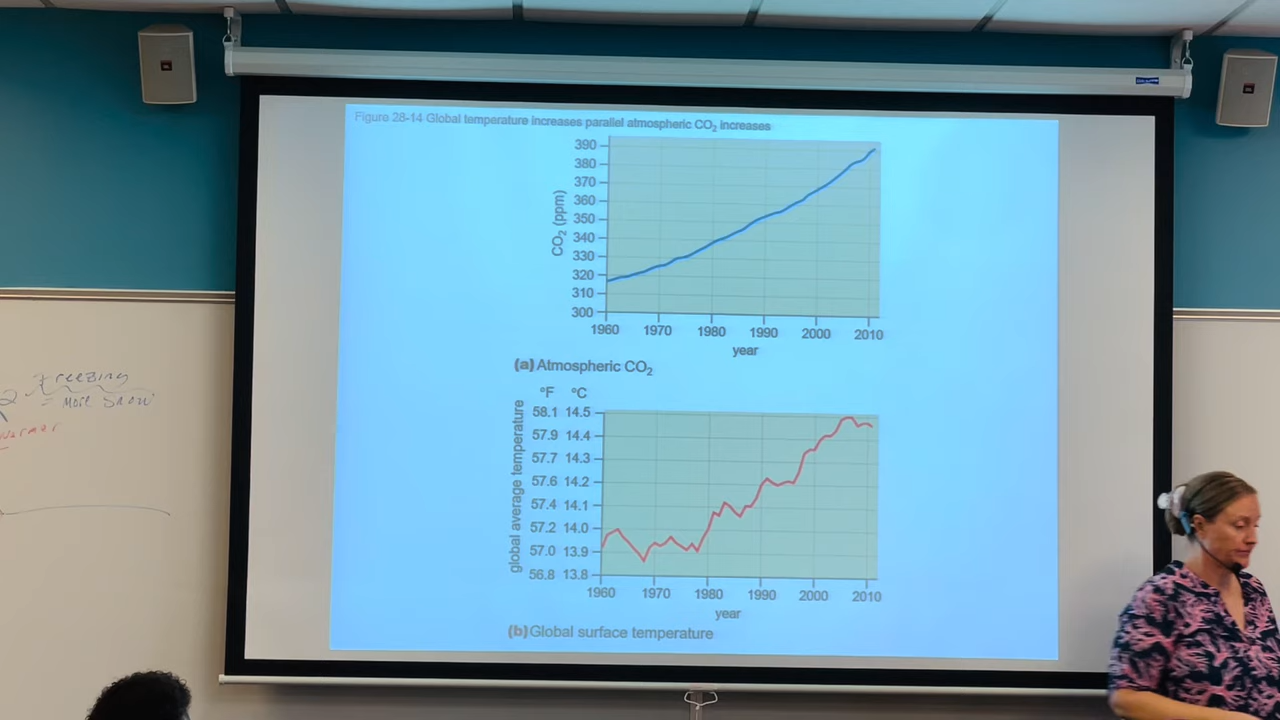 Figure 28-14 Global temperature increases parallel atmospheric CO₂ increases
390
380
370
360
350
340
330
320
310
300
CO₂ (ppm)
1960 1970 1980 1990 2000 2010
year
(a) Atmospheric CO₂
°F °C
58.1 14.5
57.9 14.4
57.7 14.3
57.6 14.2
57.4 14.1
57.2 14.0
57.0 13.9
56.8 13.8
global average temperature
1960 1970 1980 1990 2000 2010
year
(b) Global surface temperature
Freezing
= more snow
warmer